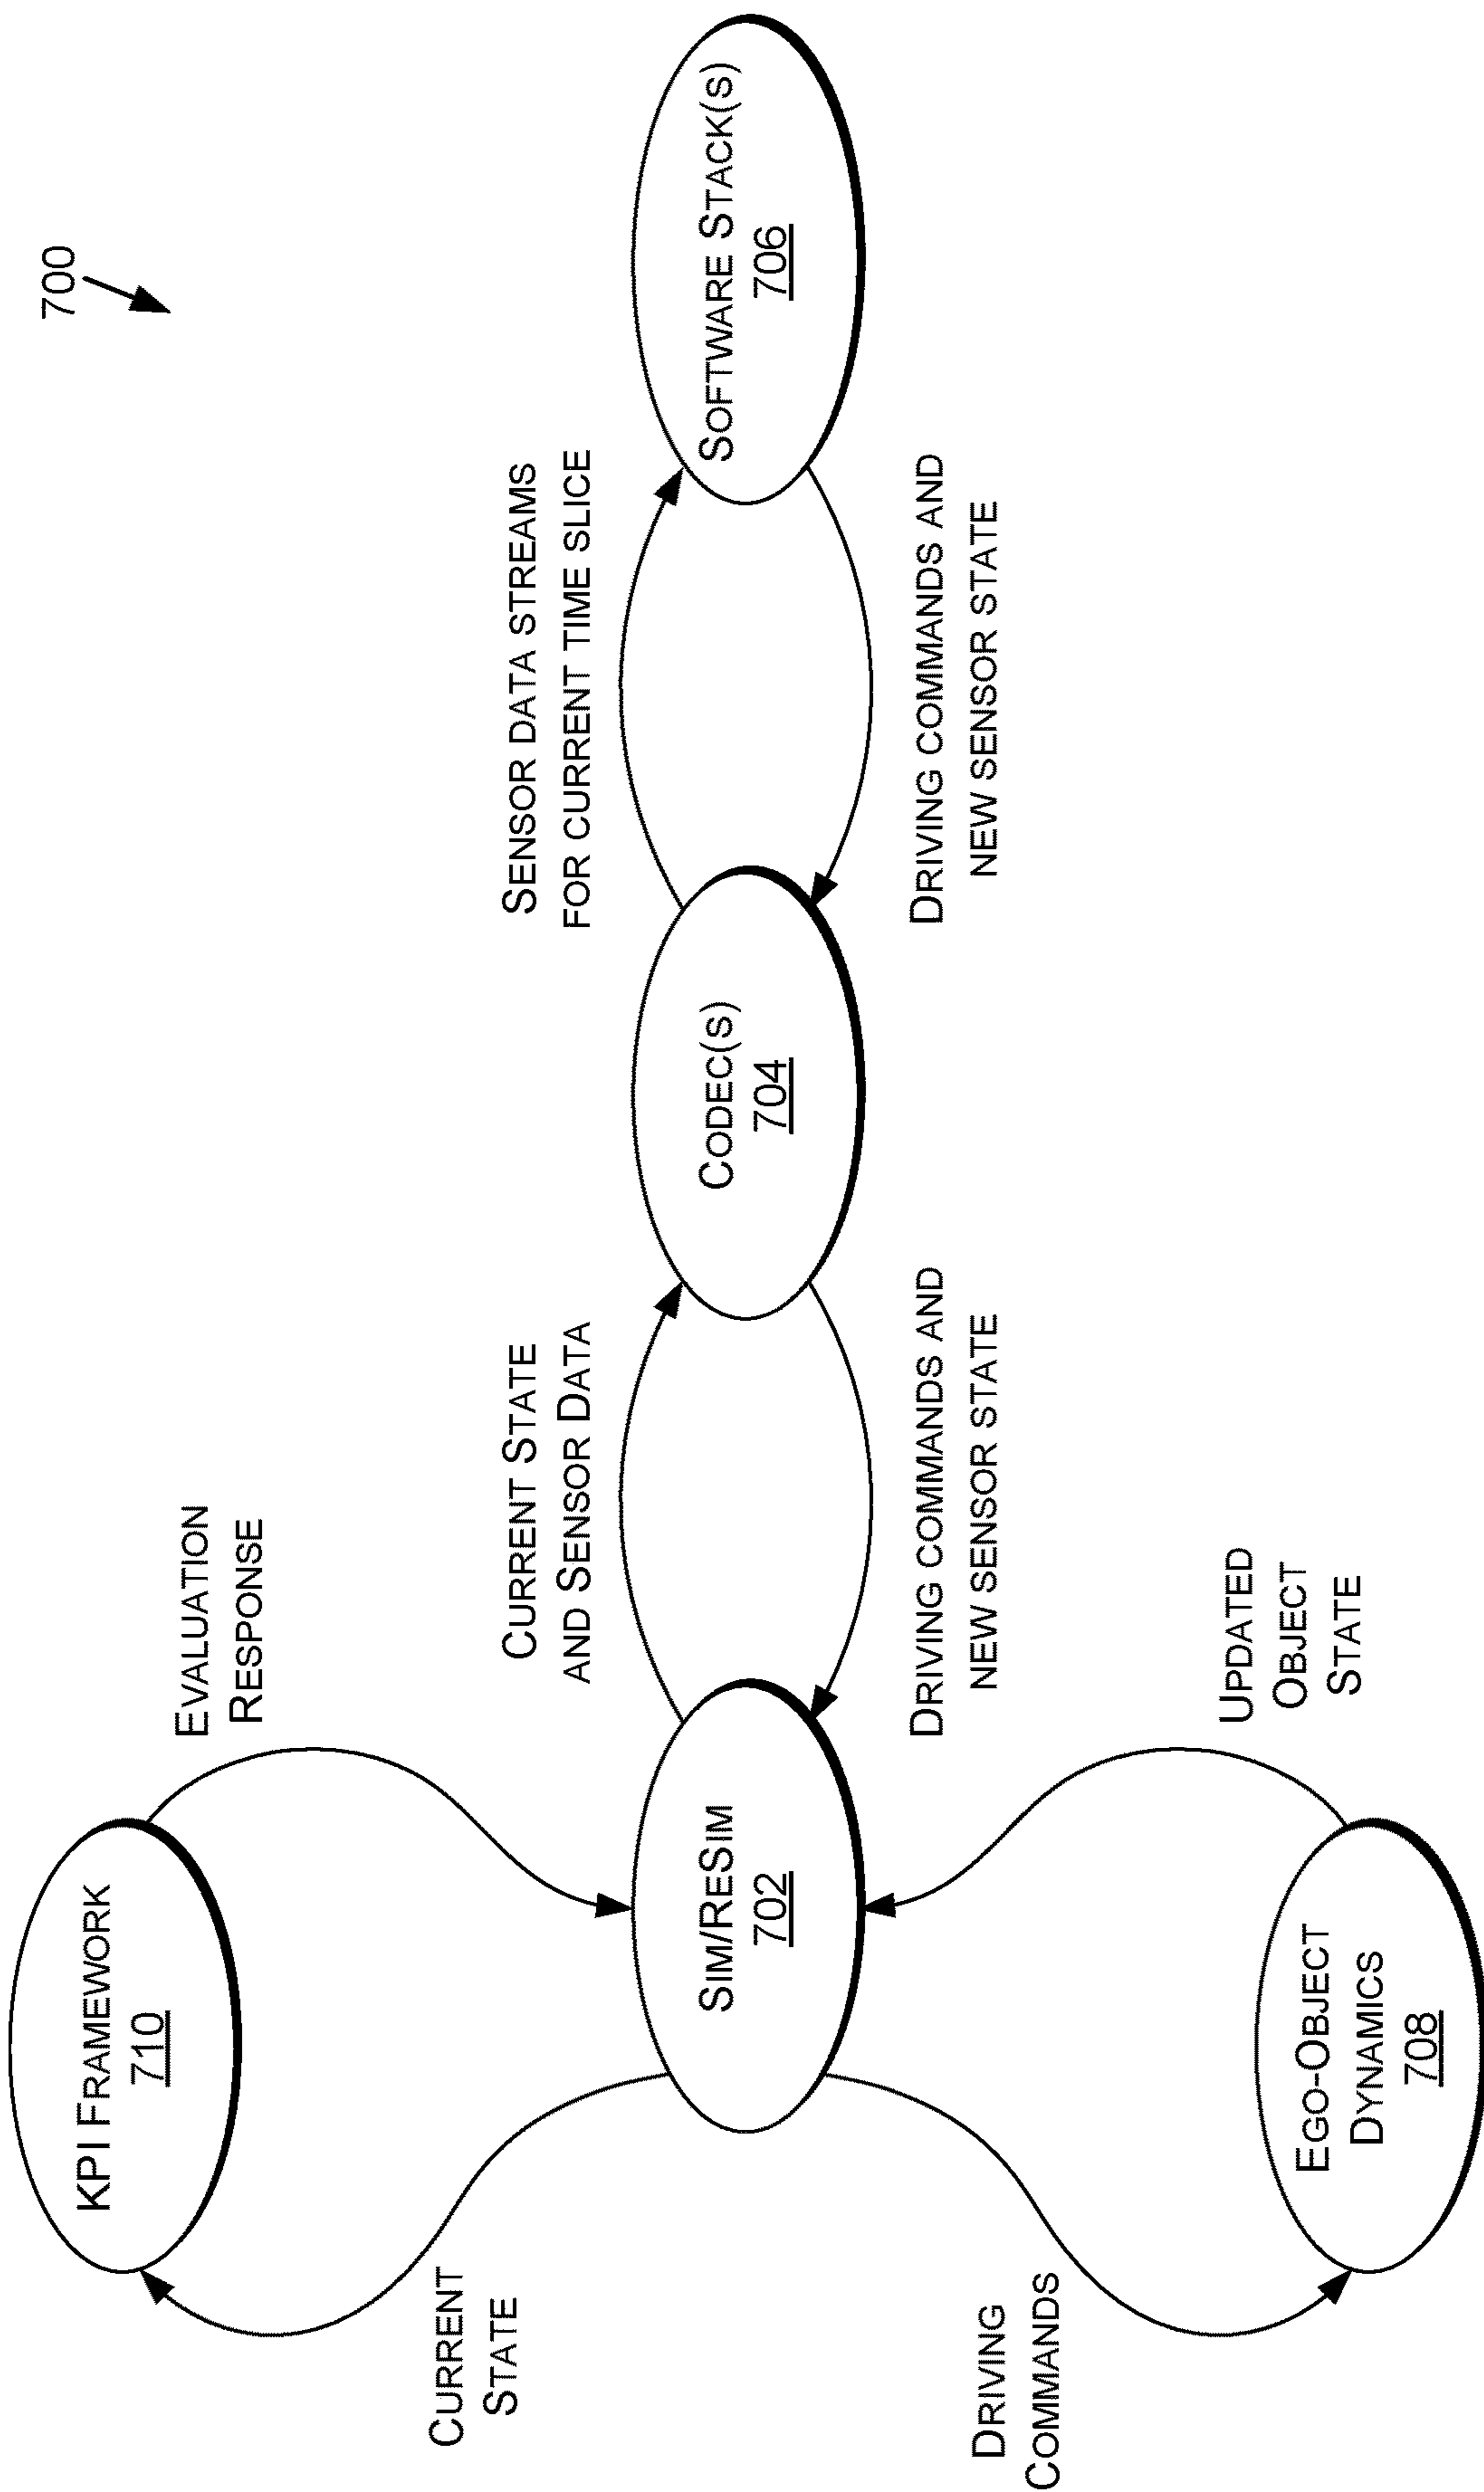 700
KPI FRAMEWORK
710
EVALUATION
RESPONSE
CURRENT
STATE
CURRENT STATE
AND SENSOR DATA
SENSOR DATA STREAMS
FOR CURRENT TIME SLICE
SIM/RESIM
702
CODEC(S)
704
SOFTWARE STACK(S)
706
DRIVING COMMANDS AND
NEW SENSOR STATE
DRIVING COMMANDS AND
NEW SENSOR STATE
DRIVING
COMMANDS
UPDATED
OBJECT
STATE
EGO-OBJECT
DYNAMICS
708